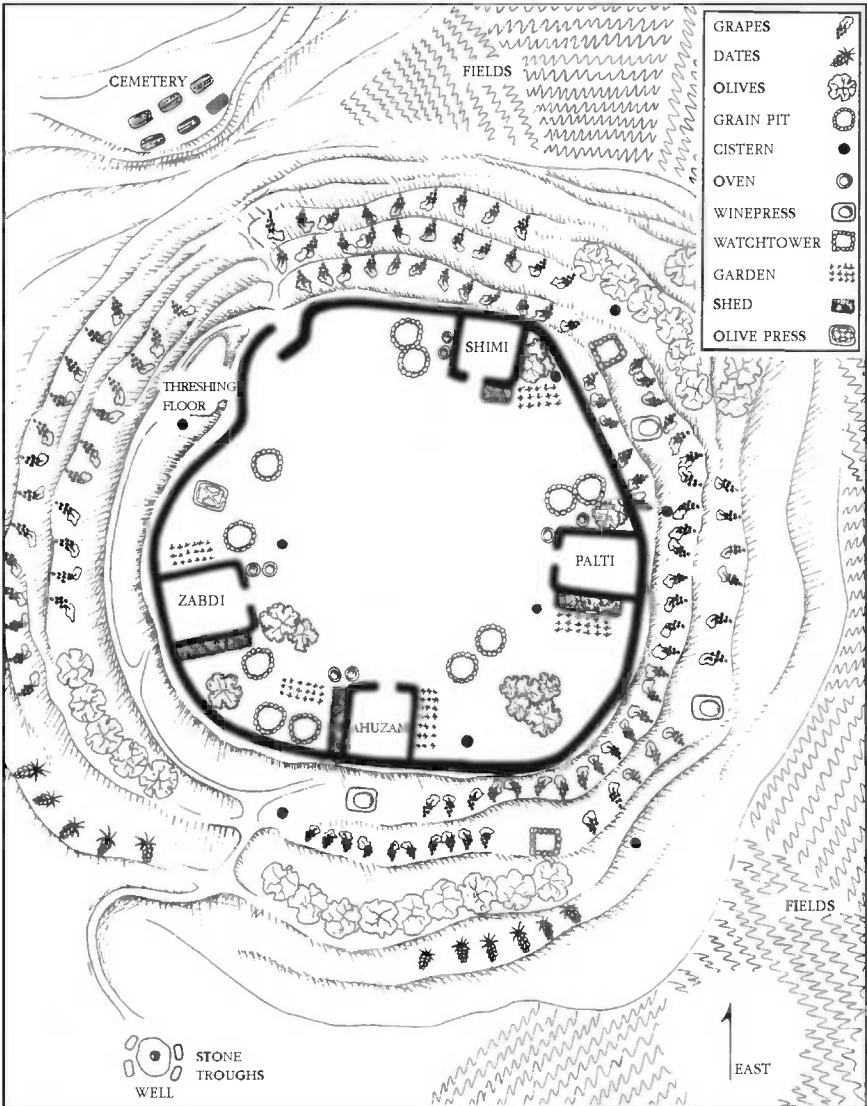 CEMETERY
FIELDS
GRAPES
DATES
OLIVES
GRAIN PIT
CISTERN
OVEN
WINEPRESS
WATCHTOWER
GARDEN
SHED
OLIVE PRESS
SHIMI
THRESHING
FLOOR
PALTI
ZABDI
AHUZAM
FIELDS
STONE
TROUGHS
WELL
EAST